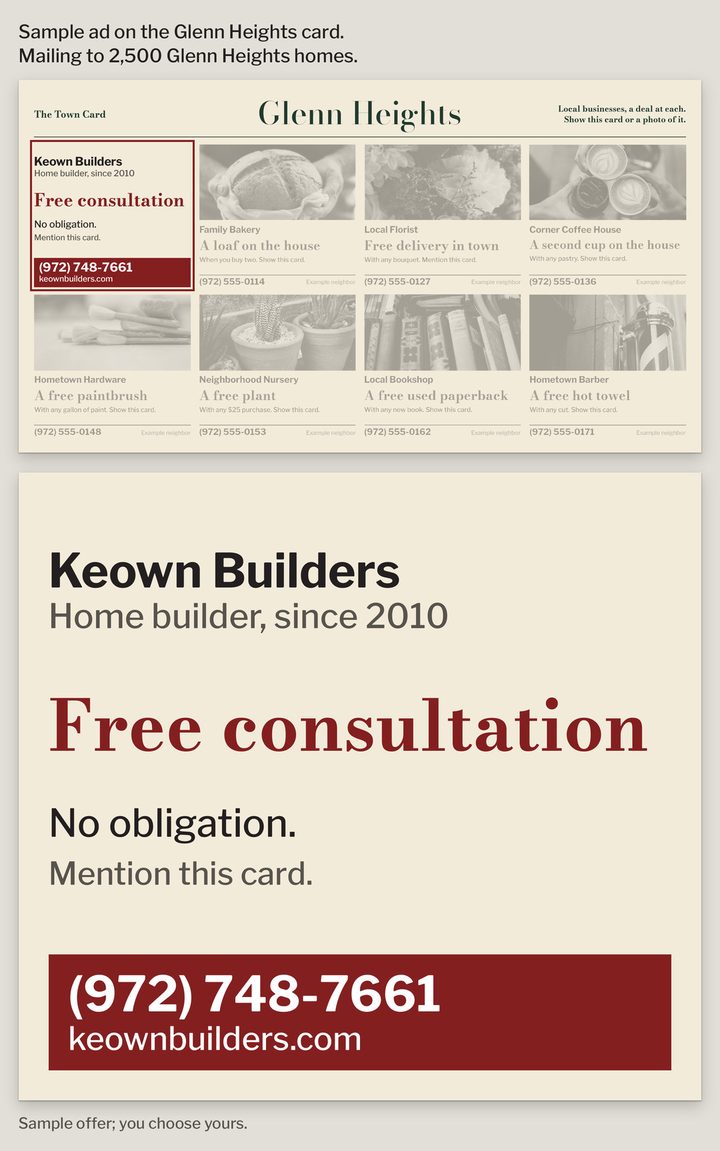 Sample ad on the Glenn Heights card.
Mailing to 2,500 Glenn Heights homes.
The Town Card
Glenn Heights
Local businesses, a deal at each.
Show this card or a photo of it.
Keown Builders
Home builder, since 2010
Free consultation
No obligation.
Mention this card.
(972) 748-7661
keownbuilders.com
Family Bakery
A loaf on the house
When you buy two. Show this card.
(972) 555-0114
Example neighbor
Local Florist
Free delivery in town
With any bouquet. Mention this card.
(972) 555-0127
Example neighbor
Corner Coffee House
A second cup on the house
With any pastry. Show this card.
(972) 555-0136
Example neighbor
Hometown Hardware
A free paintbrush
With any gallon of paint. Show this card.
(972) 555-0148
Example neighbor
Neighborhood Nursery
A free plant
With any $25 purchase. Show this card.
(972) 555-0153
Example neighbor
Local Bookshop
A free used paperback
With any new book. Show this card.
(972) 555-0162
Example neighbor
Hometown Barber
A free hot towel
With any cut. Show this card.
(972) 555-0171
Example neighbor
Keown Builders
Home builder, since 2010
Free consultation
No obligation.
Mention this card.
(972) 748-7661
keownbuilders.com
Sample offer; you choose yours.